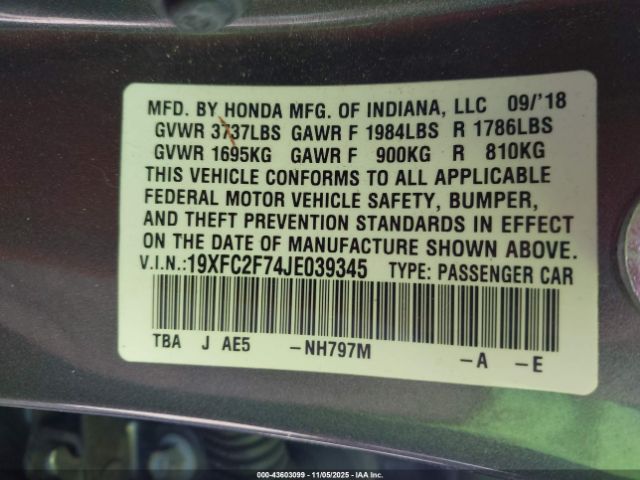 MFD. BY HONDA MFG. OF INDIANA, LLC 09/'18
GVWR 3737LBS GAWR F 1984LBS R 1786LBS
GVWR 1695KG GAWR F 900KG R 810KG
THIS VEHICLE CONFORMS TO ALL APPLICABLE
FEDERAL MOTOR VEHICLE SAFETY, BUMPER,
AND THEFT PREVENTION STANDARDS IN EFFECT
ON THE DATE OF MANUFACTURE SHOWN ABOVE.
V.I.N.:19XFC2F74JE039345 TYPE: PASSENGER CAR
TBA J AE5 -NH797M -A -E
© IAA - 43603099 | 11/05/2025 - IAAI.com